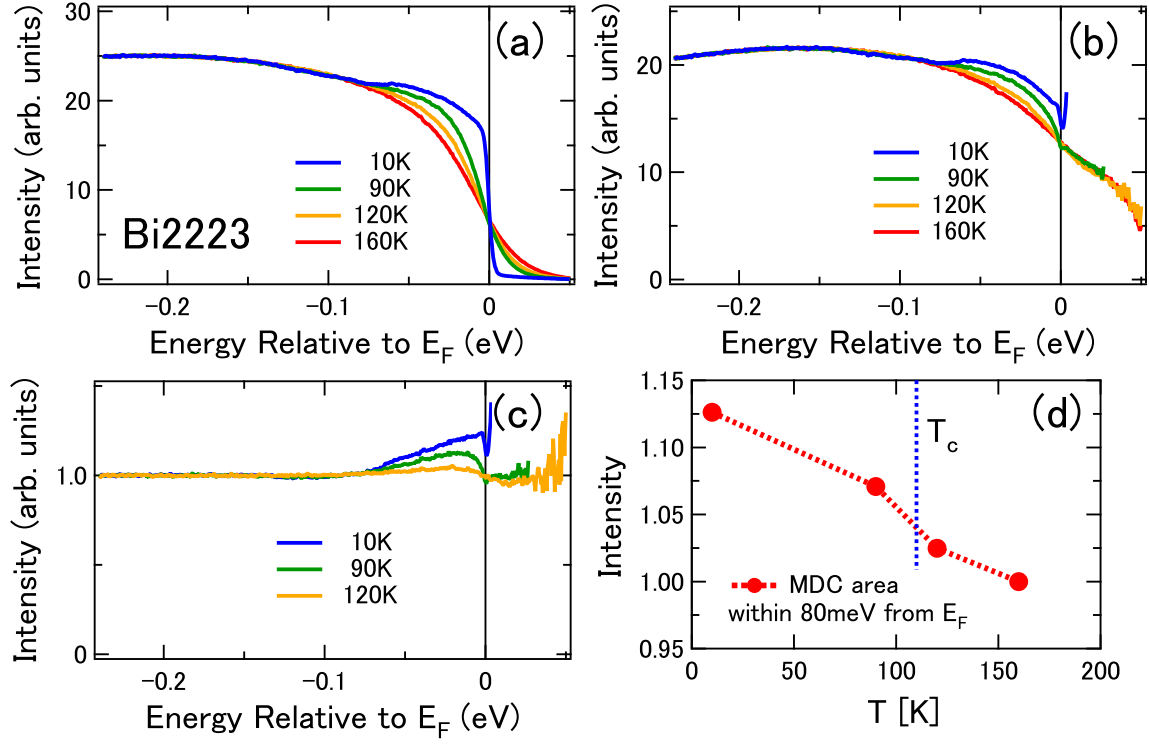 (a)
Intensity (arb. units)
30
20
10
0
10K
90K
120K
160K
Bi2223
−0.2
−0.1
0
Energy Relative to E_F (eV)
(b)
Intensity (arb. units)
20
10
0
10K
90K
120K
160K
−0.2
−0.1
0
Energy Relative to E_F (eV)
(c)
Intensity (arb. units)
1.0
0
10K
90K
120K
−0.2
−0.1
0
Energy Relative to E_F (eV)
(d)
Intensity
1.15
1.10
1.05
1.00
0.95
T_c
MDC area
within 80meV from E_F
0
50
100
150
200
T [K]